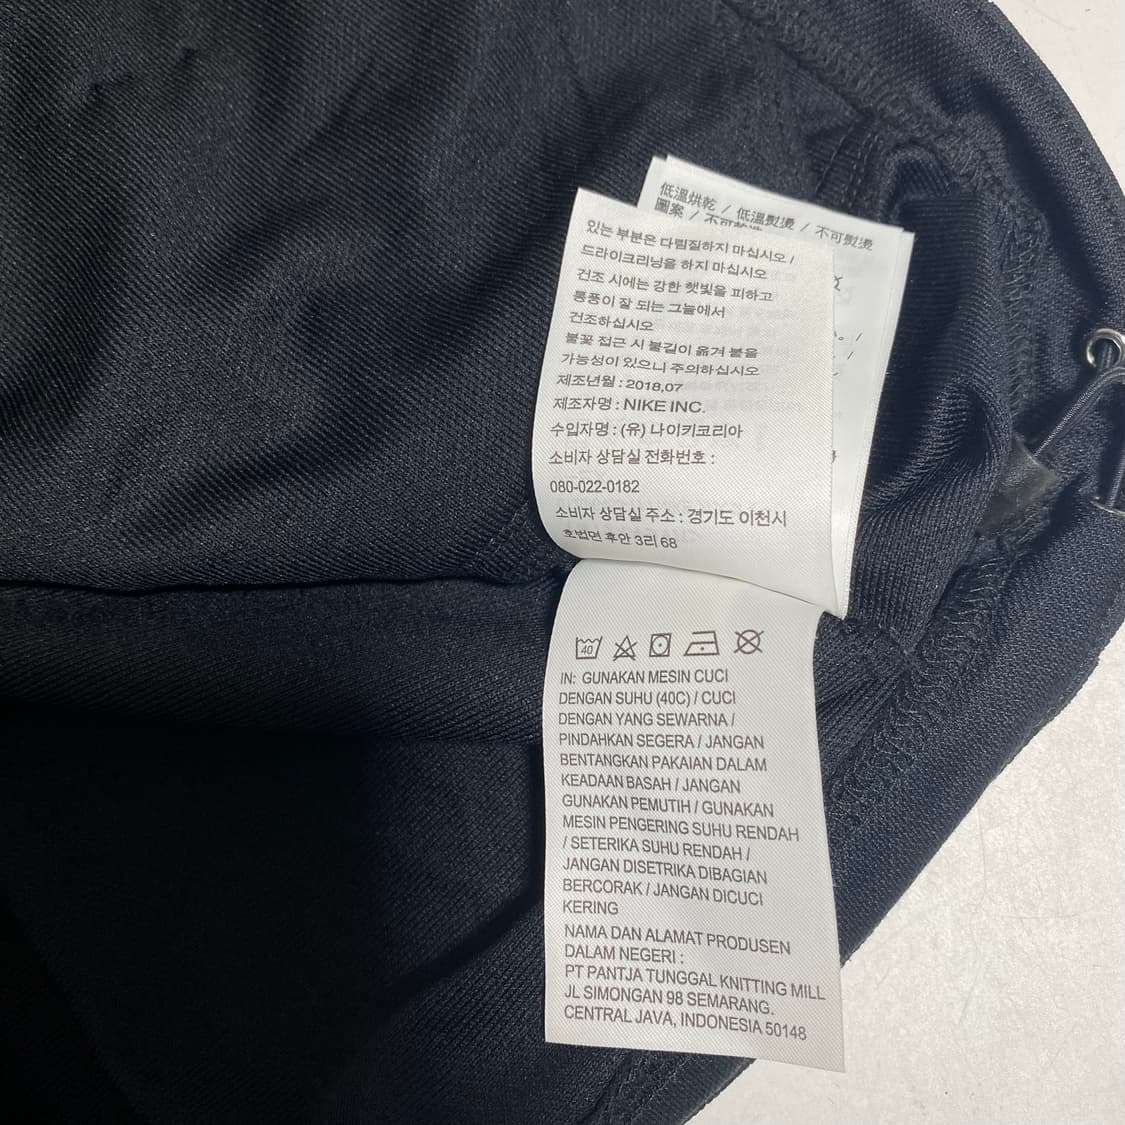 低溫烘乾 / 低溫熨燙 / 不可熨燙
圖案 / 不可乾洗
있는 부분은 다림질하지 마십시오 /
드라이크리닝을 하지 마십시오
건조 시에는 강한 햇빛을 피하고
통풍이 잘 되는 그늘에서
건조하십시오
불꽃 접근 시 불길이 옮겨 붙을
가능성이 있으니 주의하십시오
제조년월 : 2018,07
제조자명 : NIKE INC.
수입자명 : (유) 나이키코리아
소비자 상담실 전화번호 :
080-022-0182
소비자 상담실 주소 : 경기도 이천시
호법면 후안 3리 68
40
IN: GUNAKAN MESIN CUCI
DENGAN SUHU (40C) / CUCI
DENGAN YANG SEWARNA /
PINDAHKAN SEGERA / JANGAN
BENTANGKAN PAKAIAN DALAM
KEADAAN BASAH / JANGAN
GUNAKAN PEMUTIH / GUNAKAN
MESIN PENGERING SUHU RENDAH
/ SETERIKA SUHU RENDAH /
JANGAN DISETRIKA DIBAGIAN
BERCORAK / JANGAN DICUCI
KERING
NAMA DAN ALAMAT PRODUSEN
DALAM NEGERI :
PT PANTJA TUNGGAL KNITTING MILL
JL SIMONGAN 98 SEMARANG.
CENTRAL JAVA, INDONESIA 50148